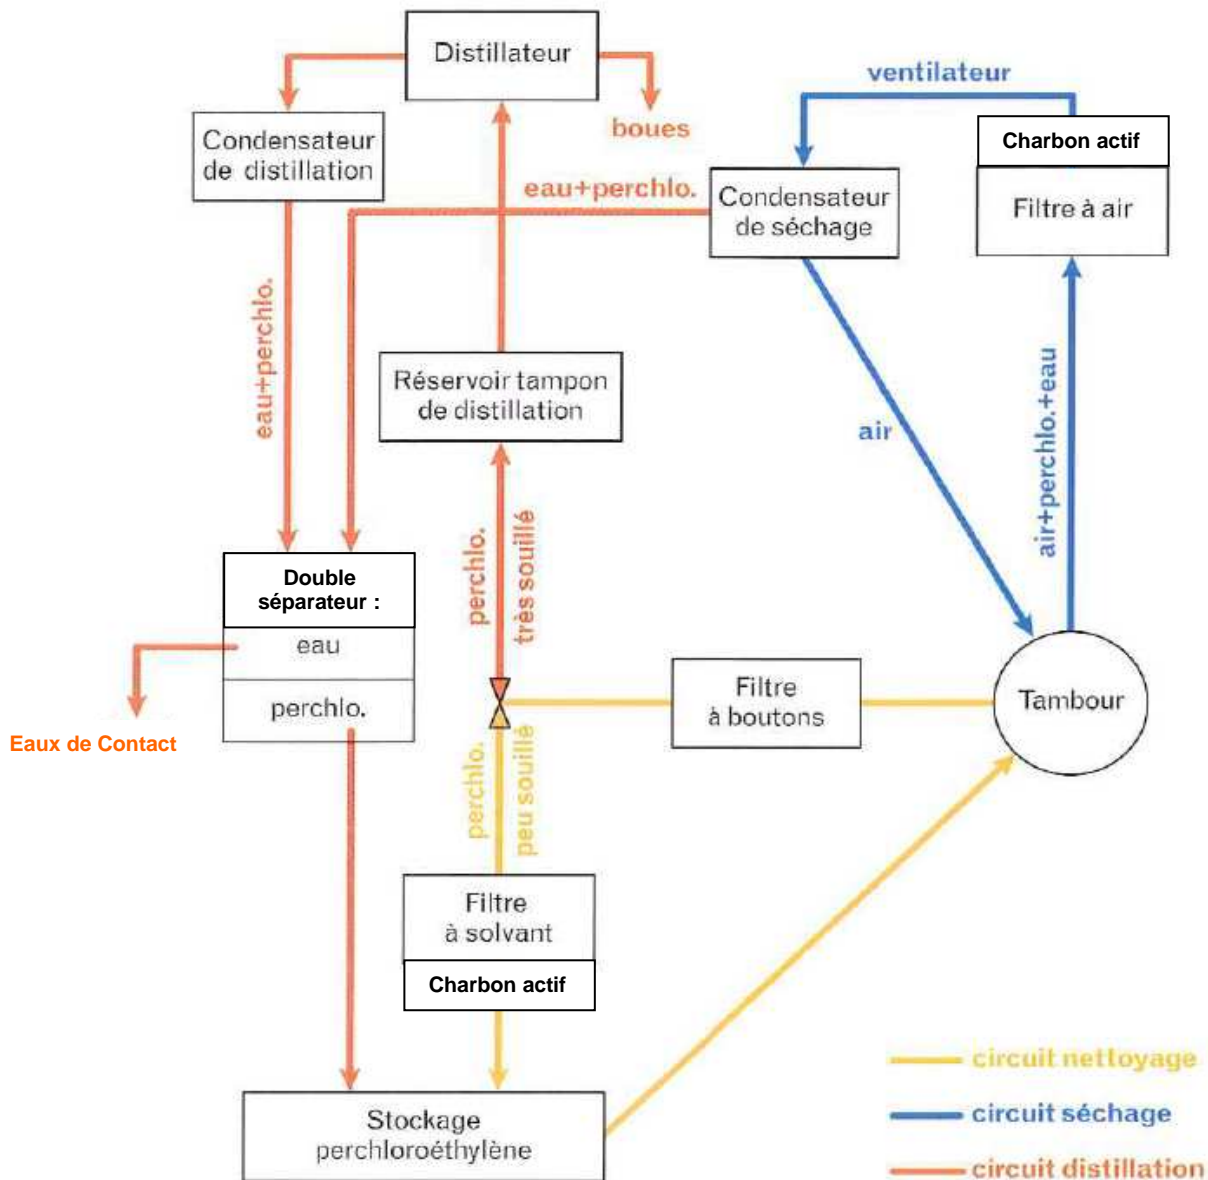 Distillateur
ventilateur
boues
Condensateur
de distillation
Charbon actif
Filtre à air
eau+perchlo.
Condensateur
de séchage
eau+perchlo.
Réservoir tampon
de distillation
air
air+perchlo.+eau
perchlo.
très souillé
Double
séparateur :
eau
perchlo.
Eaux de Contact
Filtre
à boutons
Tambour
perchlo.
peu souillé
Filtre
à solvant
Charbon actif
Stockage
perchloroéthylène
circuit nettoyage
circuit séchage
circuit distillation